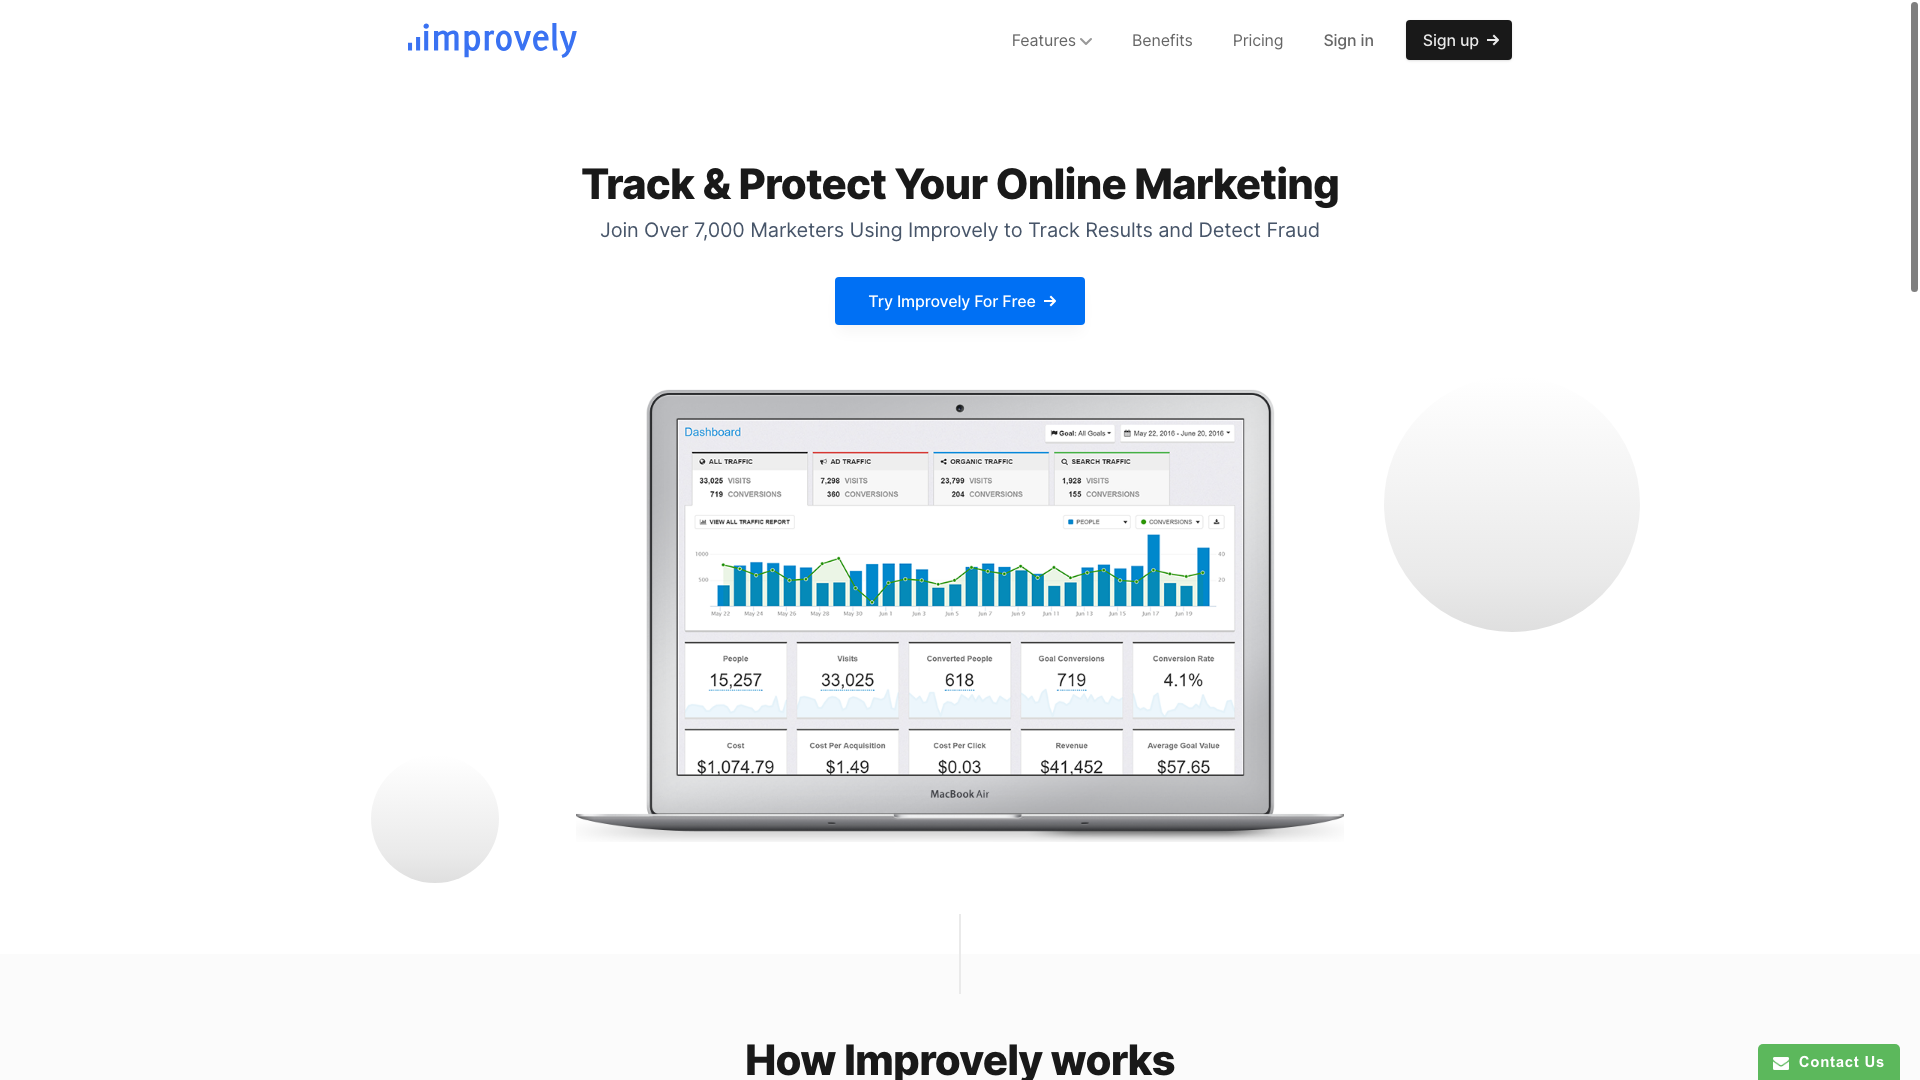 improvely
Features
Benefits
Pricing
Sign in
Sign up
Track & Protect Your Online Marketing
Join Over 7,000 Marketers Using Improvely to Track Results and Detect Fraud
Try Improvely For Free
Dashboard
Goal: All Goals
May 22, 2016 - June 20, 2016
ALL TRAFFIC
33,025 VISITS
719 CONVERSIONS
AD TRAFFIC
7,298 VISITS
360 CONVERSIONS
ORGANIC TRAFFIC
23,799 VISITS
204 CONVERSIONS
SEARCH TRAFFIC
1,928 VISITS
155 CONVERSIONS
VIEW ALL TRAFFIC REPORT
PEOPLE
CONVERSIONS
1000
500
40
20
May 22 May 24 May 26 May 28 May 30 Jun 1 Jun 3 Jun 5 Jun 7 Jun 9 Jun 11 Jun 13 Jun 15 Jun 17 Jun 19
People
15,257
Visits
33,025
Converted People
618
Goal Conversions
719
Conversion Rate
4.1%
Cost
$1,074.79
Cost Per Acquisition
$1.49
Cost Per Click
$0.03
Revenue
$41,452
Average Goal Value
$57.65
MacBook Air
How Improvely works
Contact Us